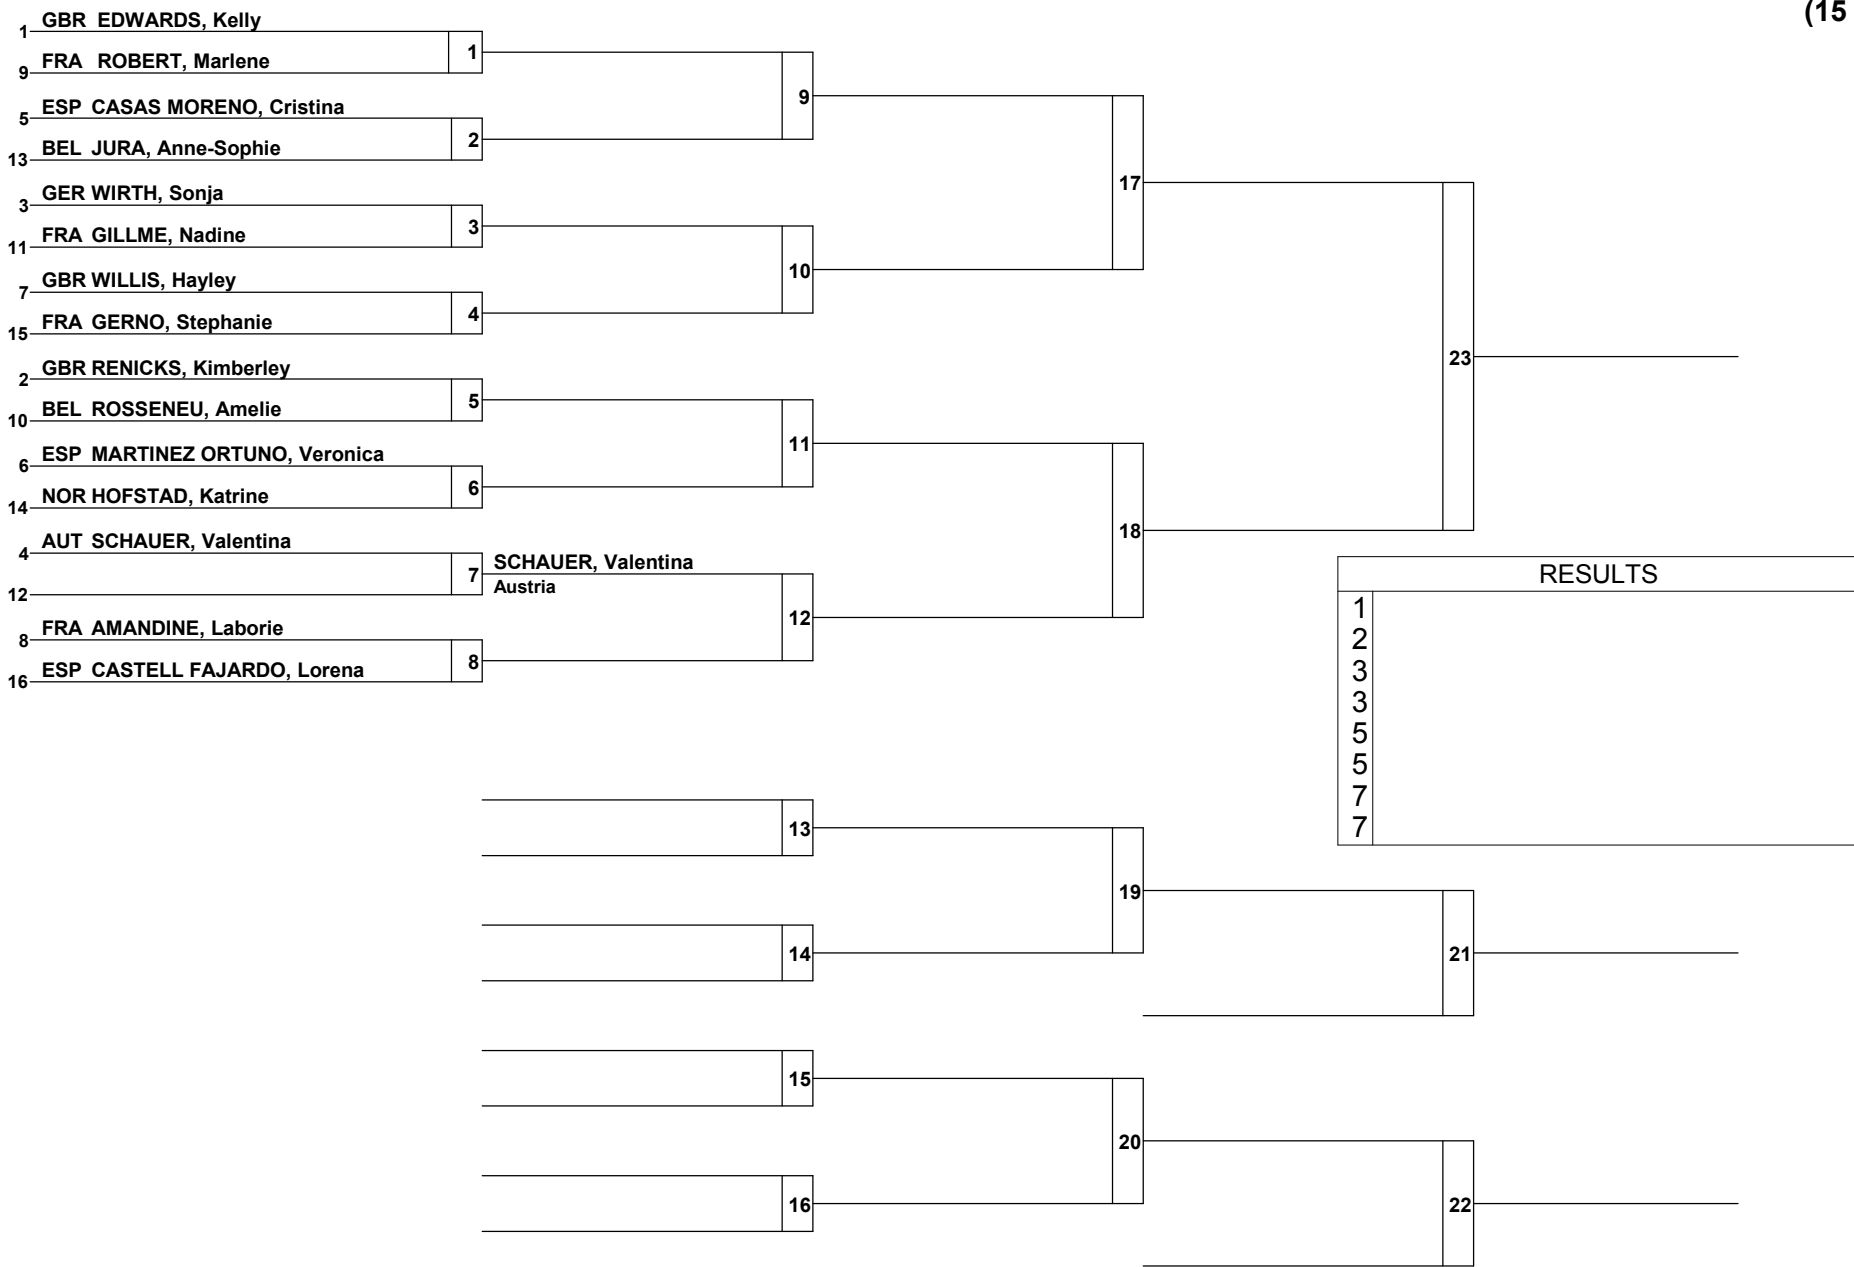 (15
GBR EDWARDS, Kelly
1
1
FRA ROBERT, Marlene
9
9
ESP CASAS MORENO, Cristina
5
2
BEL JURA, Anne-Sophie
13
17
GER WIRTH, Sonja
3
3
FRA GILLME, Nadine
11
10
GBR WILLIS, Hayley
7
4
FRA GERNO, Stephanie
15
23
GBR RENICKS, Kimberley
2
5
BEL ROSSENEU, Amelie
10
11
ESP MARTINEZ ORTUNO, Veronica
6
6
NOR HOFSTAD, Katrine
14
18
AUT SCHAUER, Valentina
4
7
SCHAUER, Valentina
Austria
12
12
FRA AMANDINE, Laborie
8
8
ESP CASTELL FAJARDO, Lorena
16
RESULTS
1
2
3
3
5
5
7
7
13
19
14
21
15
20
16
22